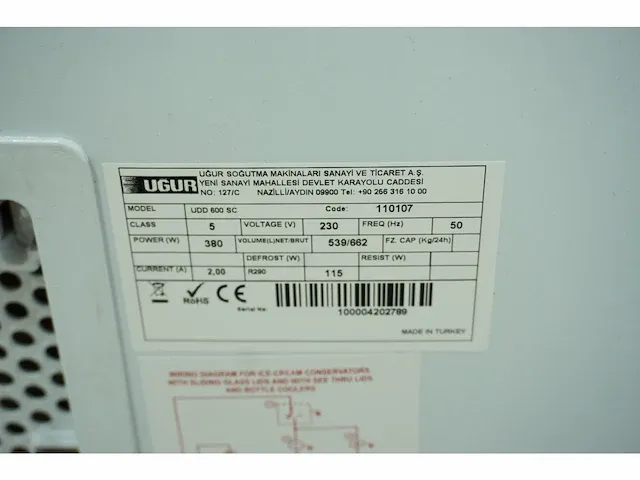 UĞUR
UĞUR SOĞUTMA MAKİNALARI SANAYİ VE TİCARET A.Ş.
YENİ SANAYİ MAHALLESİ DEVLET KARAYOLU CADDESİ
NO: 127/C NAZİLLİ/AYDIN 09900 Tel: +90 256 316 10 00
MODEL UDD 600 SC Code: 110107
CLASS 5 VOLTAGE (V) 230 FREQ (Hz) 50
POWER (W) 380 VOLUME(L)NET/BRUT 539/662 FZ. CAP (Kg/24h)
DEFROST (W) RESIST (W)
CURRENT (A) 2,00 R290 115
RoHS CE
Serial No: 100004202789
MADE IN TURKEY
WIRING DIAGRAM FOR ICE CREAM CONSERVATORS
WITH SLIDING GLASS LIDS AND WITH SEE THRU LIDS
AND BOTTLE COOLERS